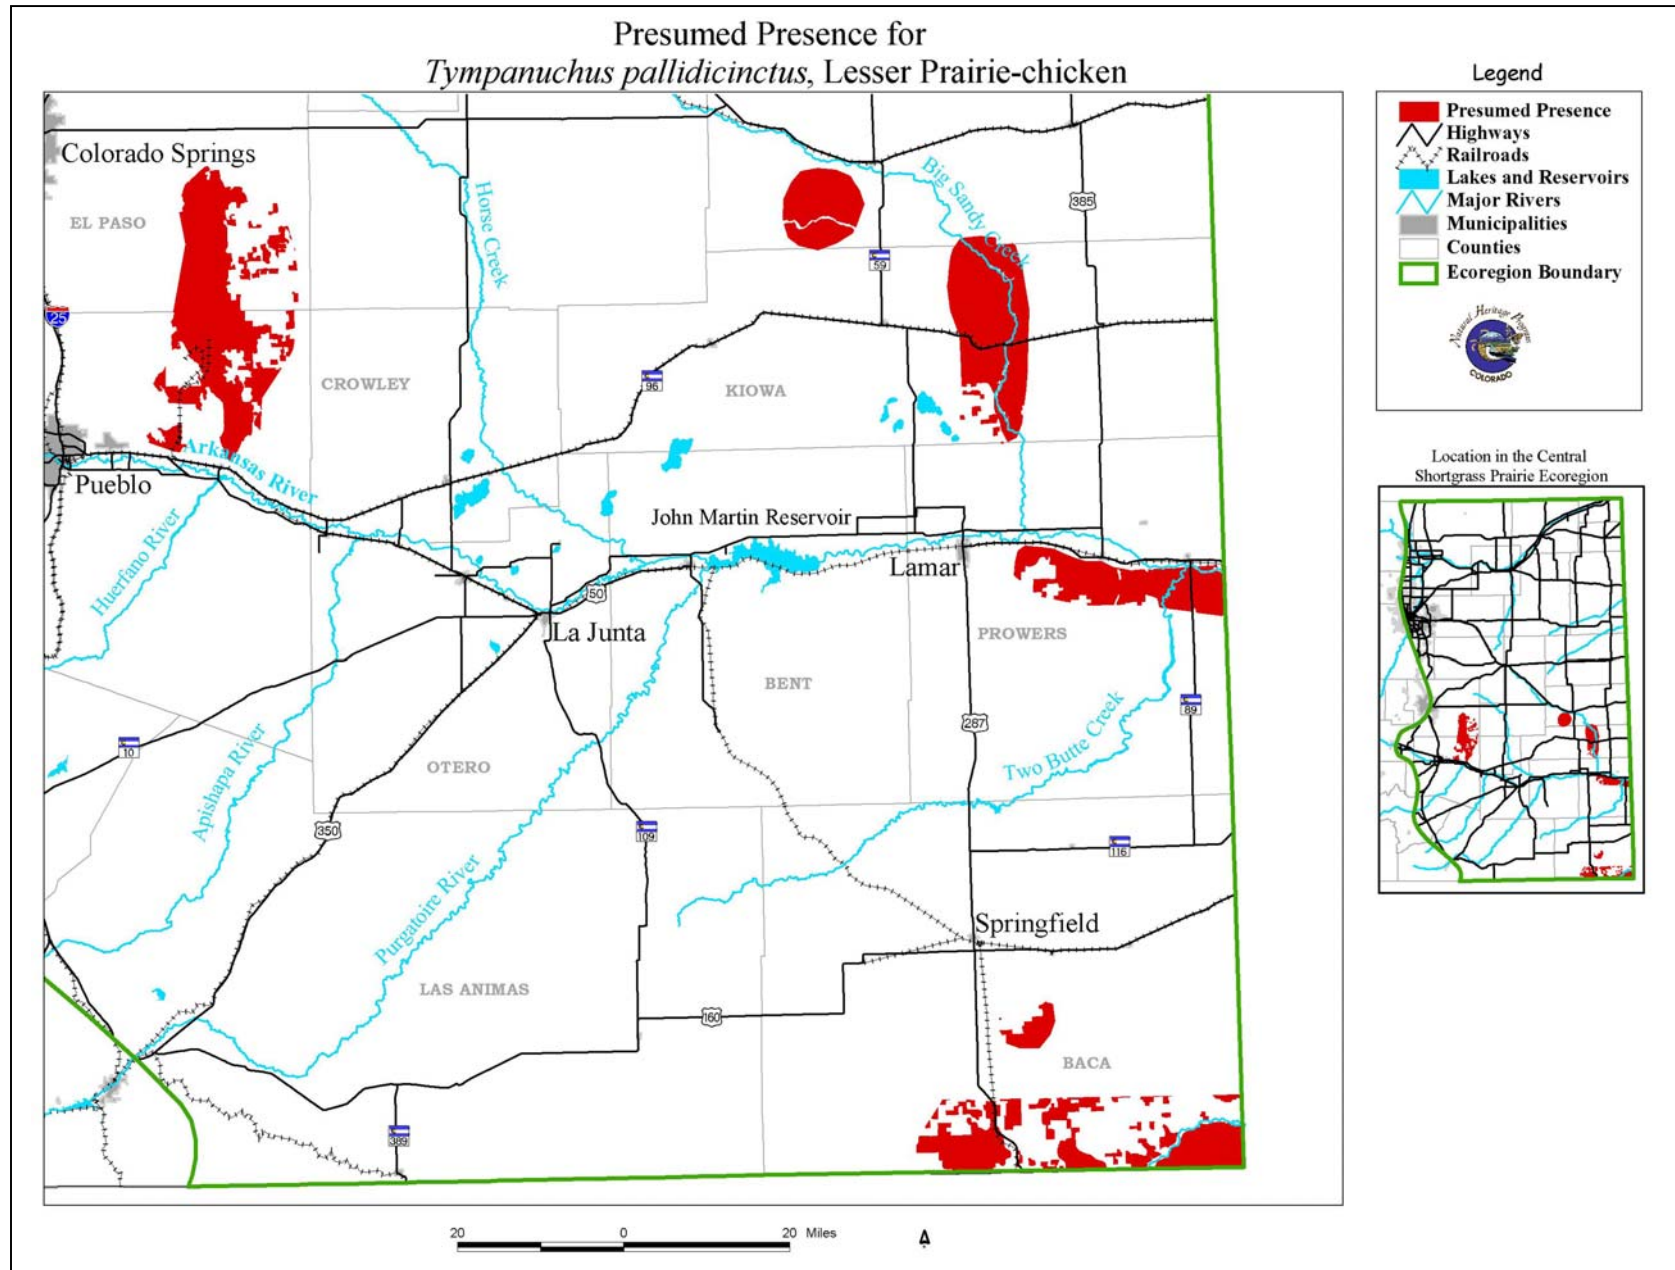 Presumed Presence for
Tympanuchus pallidicinctus, Lesser Prairie-chicken
Legend
Presumed Presence
Highways
Railroads
Lakes and Reservoirs
Major Rivers
Municipalities
Counties
Ecoregion Boundary
Natural Heritage Program
COLORADO
Location in the Central
Shortgrass Prairie Ecoregion
Colorado Springs
EL PASO
Horse Creek
Big Sandy Creek
385
59
25
CROWLEY
96
KIOWA
Arkansas River
Pueblo
Huerfano River
John Martin Reservoir
Lamar
50
La Junta
PROWERS
BENT
287
89
Two Butte Creek
10
Apishapa River
OTERO
350
109
116
Purgatoire River
Springfield
LAS ANIMAS
160
BACA
389
20 0 20 Miles